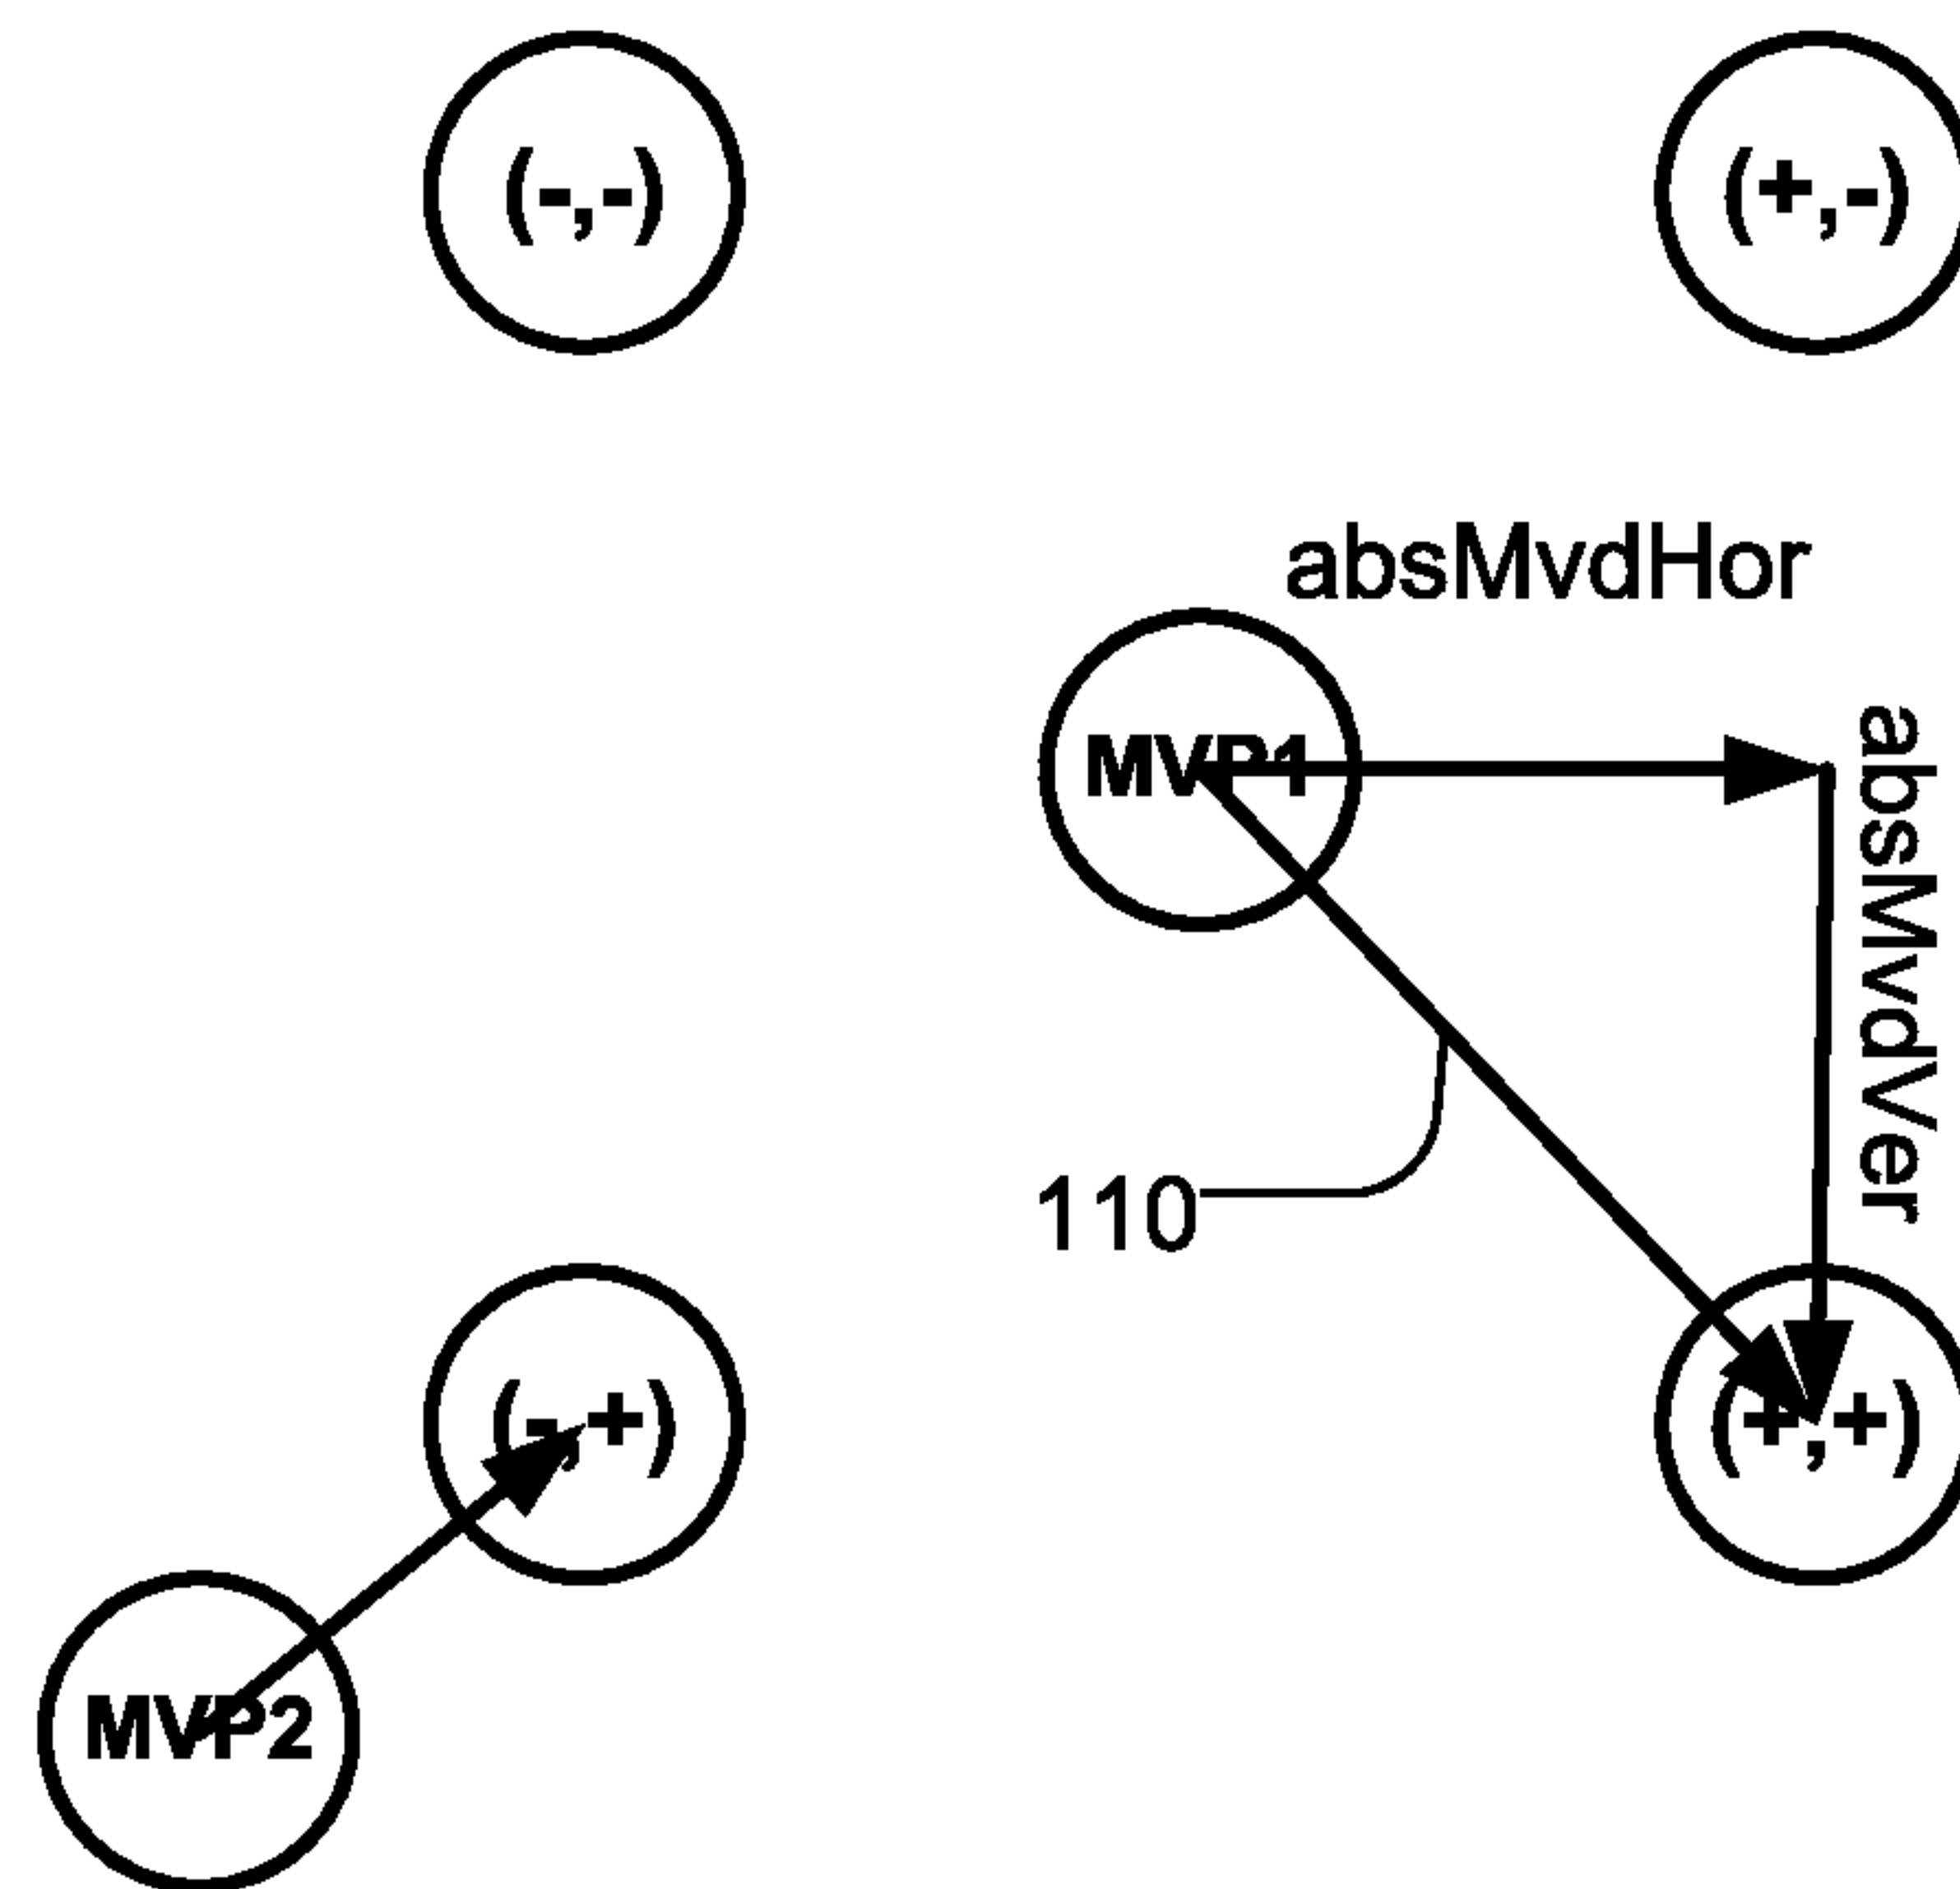 (-,-)
(+,-)
absMvdHor
MVP1
absMvdVer
110
(-,+)
(+,+)
MVP2